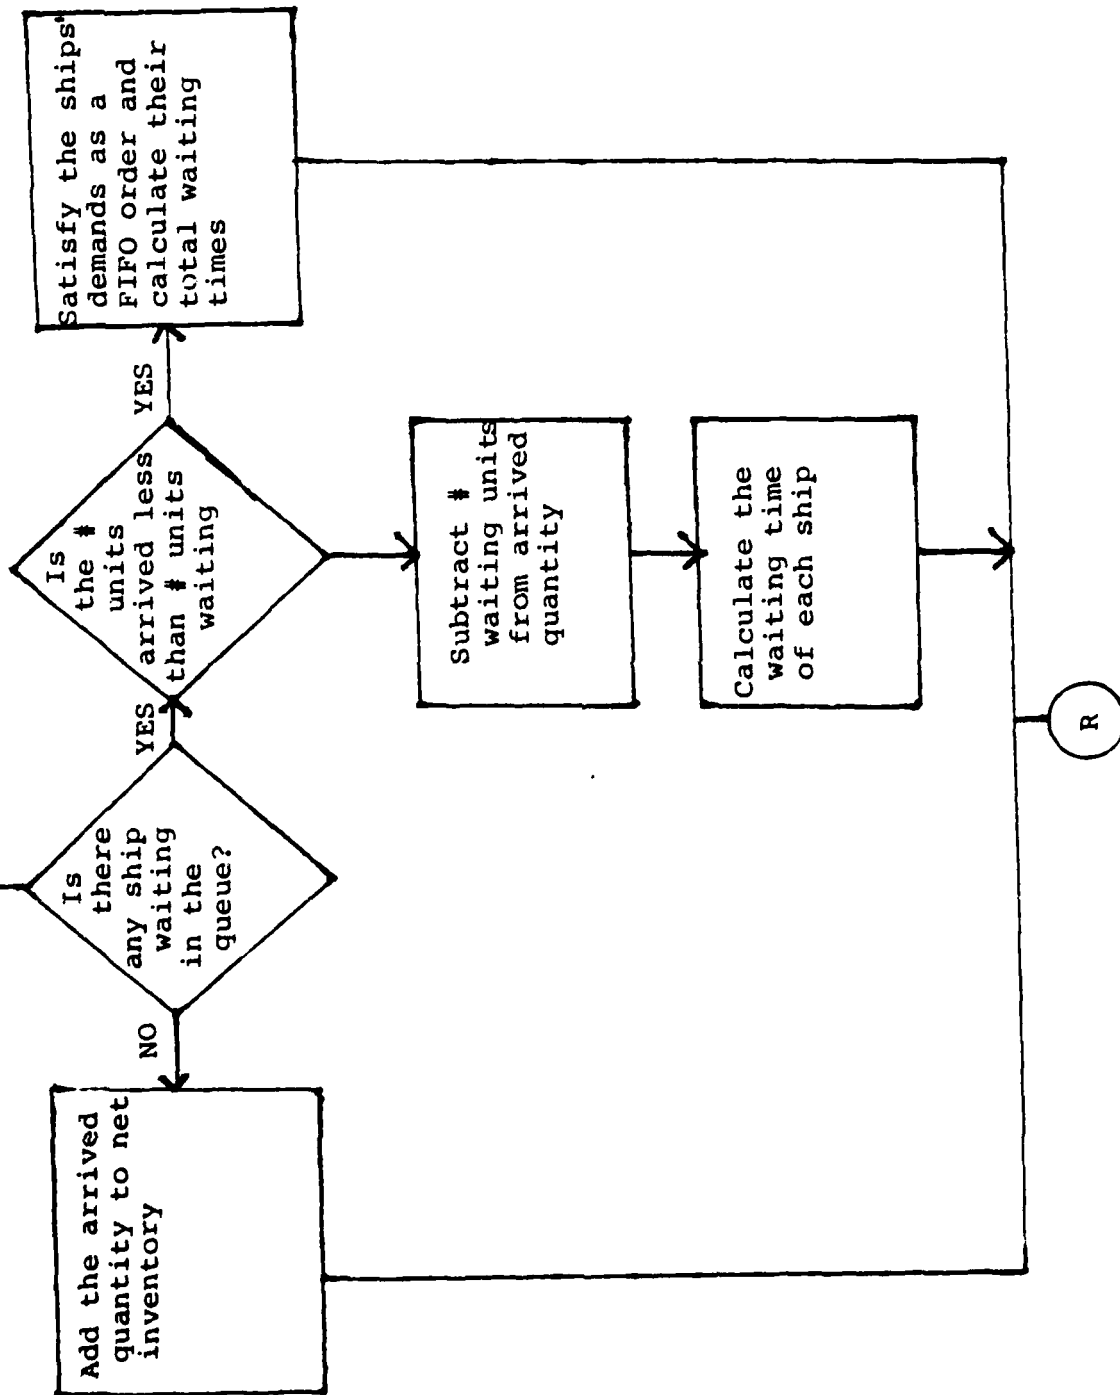 Is
there
any ship
waiting
in the
queue?
NO
YES
Add the arrived
quantity to net
inventory
Is
the #
units
arrived less
than # units
waiting
YES
Satisfy the ships'
demands as a
FIFO order and
calculate their
total waiting
times
Subtract #
waiting units
from arrived
quantity
Calculate the
waiting time
of each ship
R